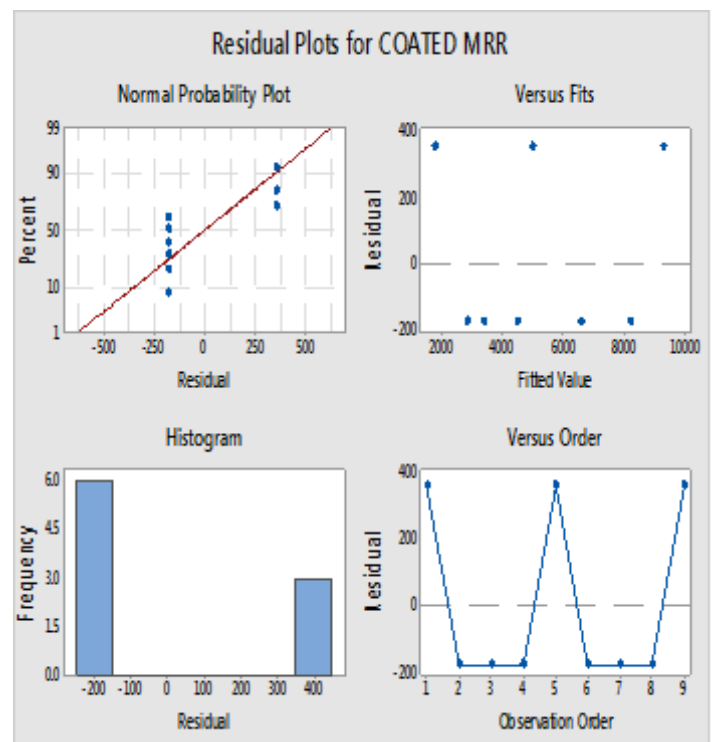 Residual Plots for COATED MRR
Normal Probability Plot
99
90
50
10
1
Percent
-500 -250 0 250 500
Residual
Versus Fits
400
200
0
-200
Residual
2000 4000 6000 8000 10000
Fitted Value
Histogram
6.0
4.5
3.0
1.5
0.0
Frequency
-200 -100 0 100 200 300 400
Residual
Versus Order
400
200
0
-200
Residual
1 2 3 4 5 6 7 8 9
Observation Order